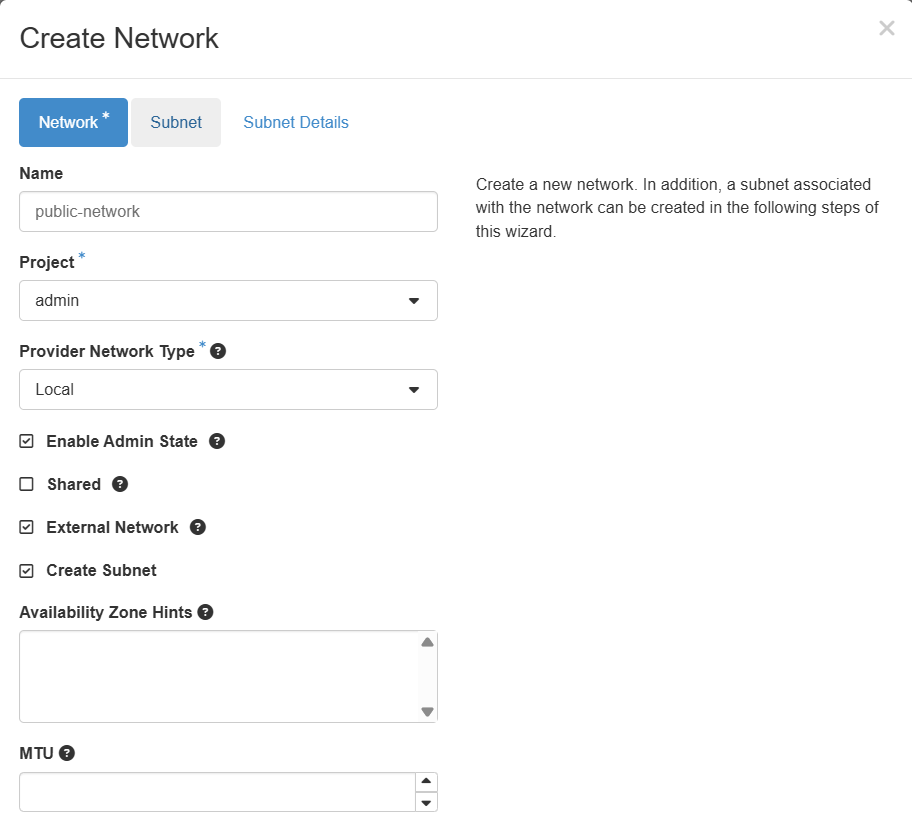 Create Network
×
Network *
Subnet
Subnet Details
Name
public-network
Project *
admin
Provider Network Type * ?
Local
Enable Admin State ?
Shared ?
External Network ?
Create Subnet
Availability Zone Hints ?
MTU ?
Create a new network. In addition, a subnet associated
with the network can be created in the following steps of
this wizard.